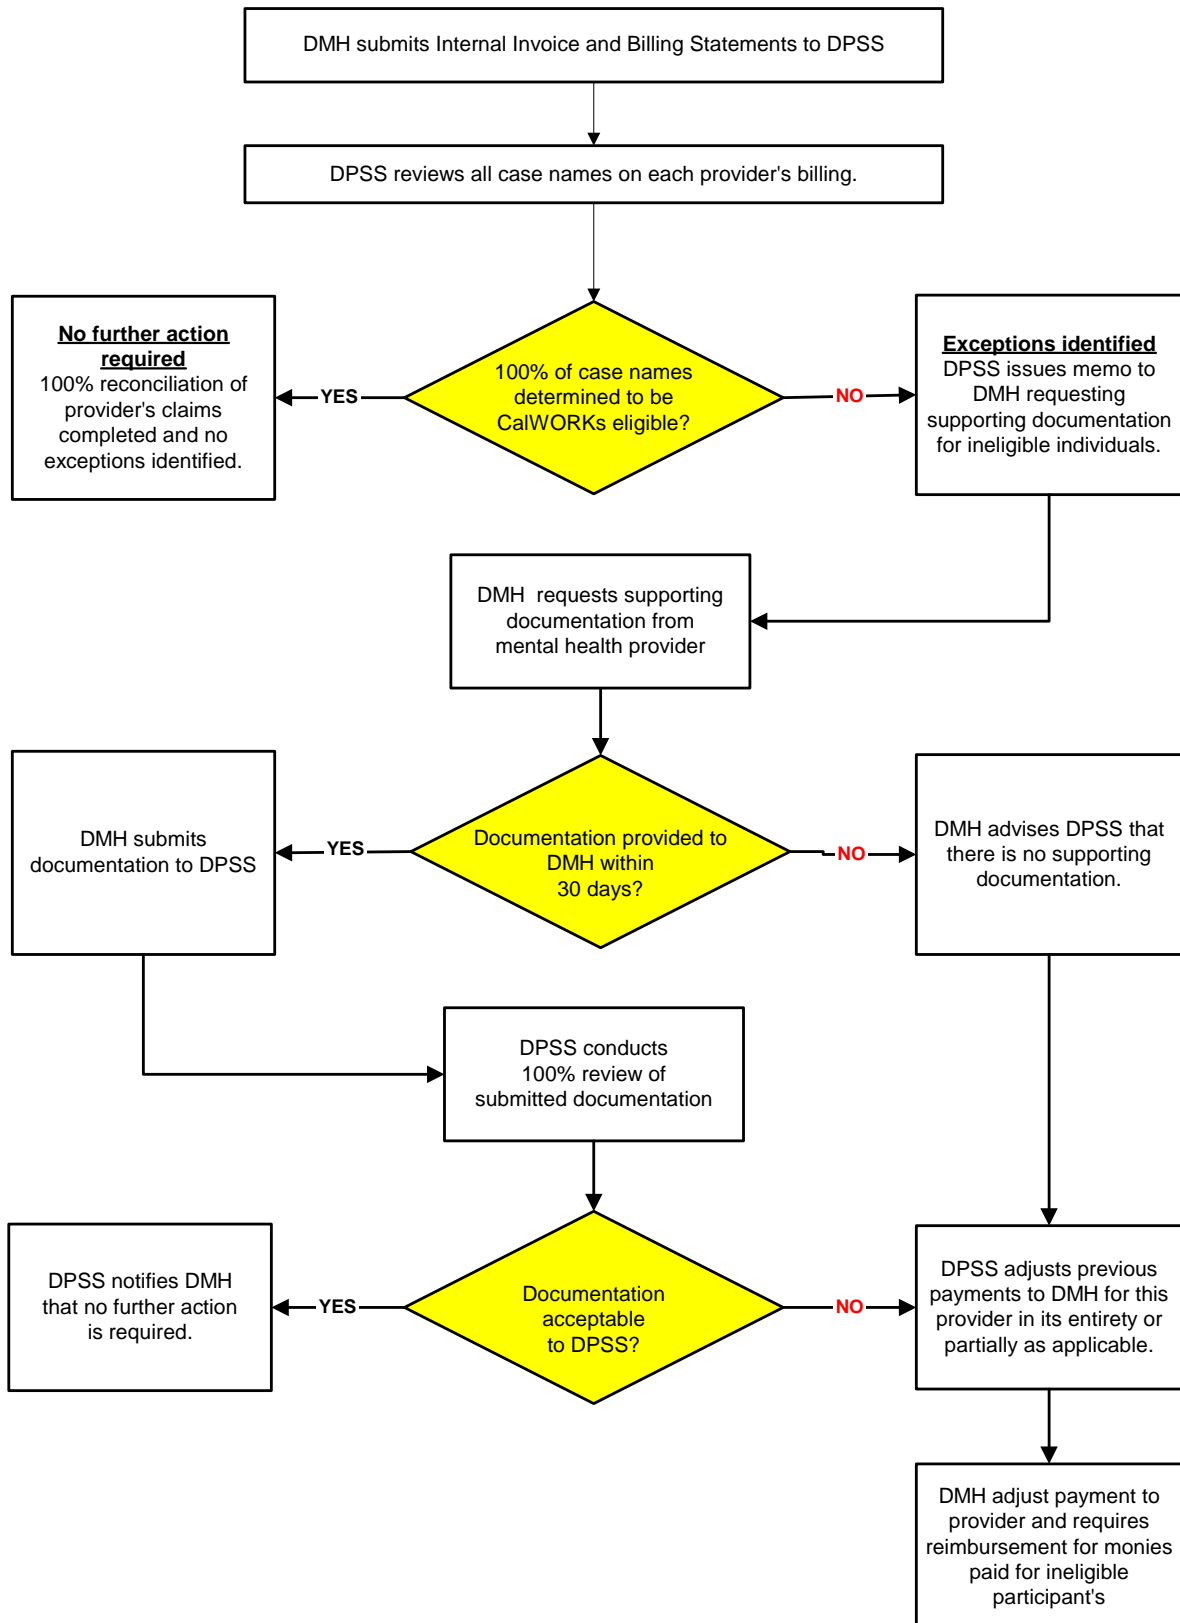 DMH submits Internal Invoice and Billing Statements to DPSS
DPSS reviews all case names on each provider's billing.
No further action
required
100% reconciliation of
provider's claims
completed and no
exceptions identified.
YES
100% of case names
determined to be
CalWORKs eligible?
NO
Exceptions identified
DPSS issues memo to
DMH requesting
supporting documentation
for ineligible individuals.
DMH requests supporting
documentation from
mental health provider
DMH submits
documentation to DPSS
YES
Documentation provided to
DMH within
30 days?
NO
DMH advises DPSS that
there is no supporting
documentation.
DPSS conducts
100% review of
submitted documentation
DPSS notifies DMH
that no further action
is required.
YES
Documentation
acceptable
to DPSS?
NO
DPSS adjusts previous
payments to DMH for this
provider in its entirety or
partially as applicable.
DMH adjust payment to
provider and requires
reimbursement for monies
paid for ineligible
participant's